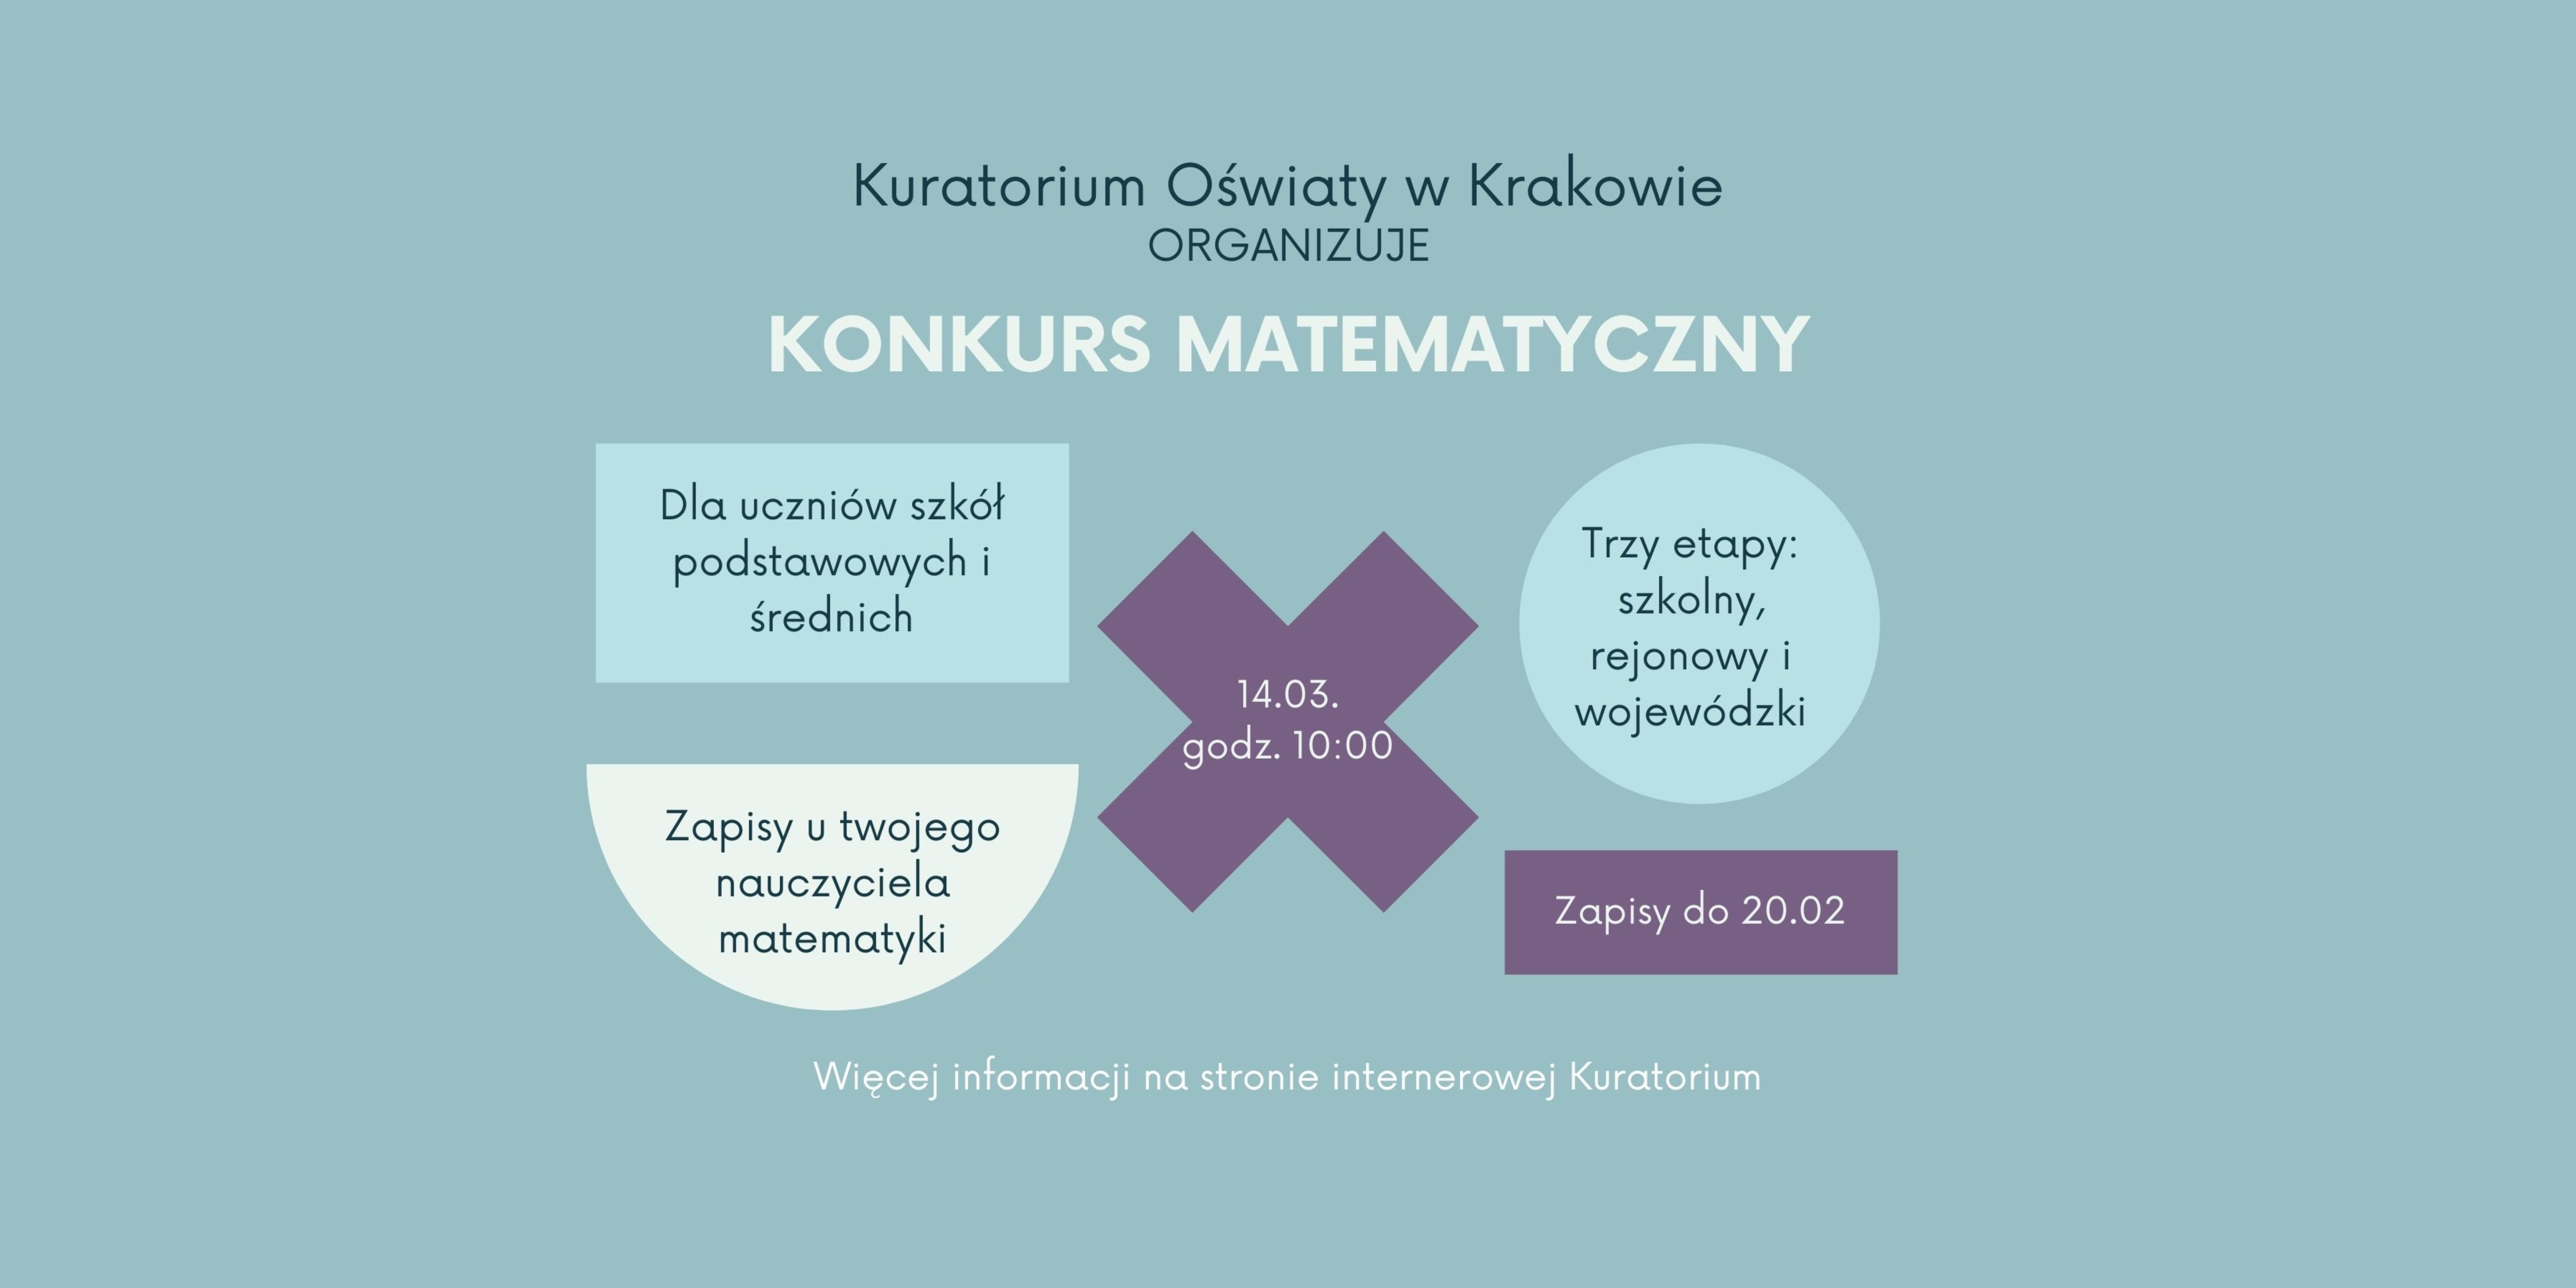 Kuratorium Oświaty w Krakowie
ORGANIZUJE
KONKURS MATEMATYCZNY
Dla uczniów szkół
podstawowych i
średnich
Zapisy u twojego
nauczyciela
matematyki
14.03.
godz. 10:00
Trzy etapy:
szkolny,
rejonowy i
wojewódzki
Zapisy do 20.02
Więcej informacji na stronie internerowej Kuratorium